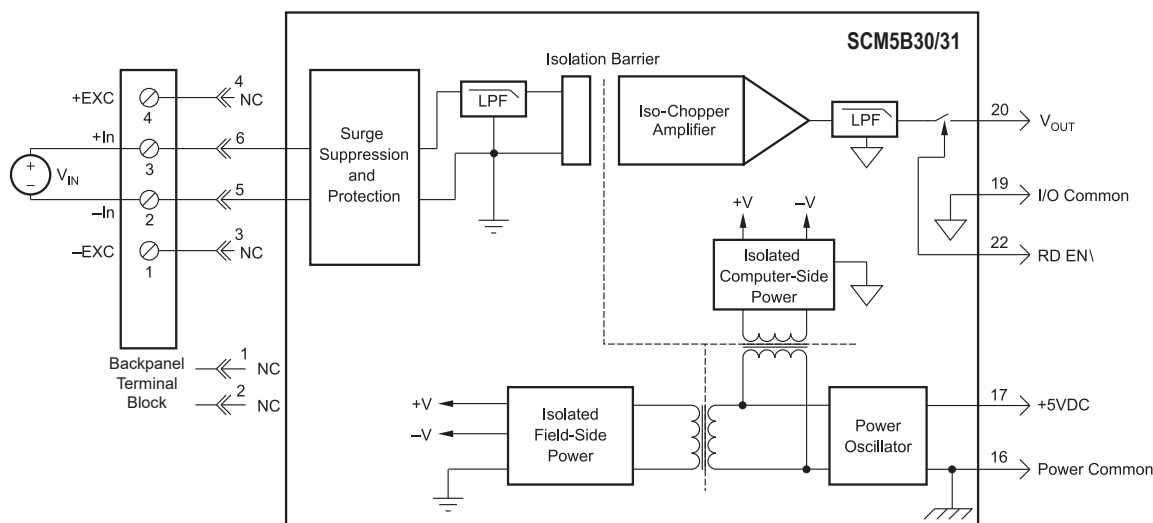 SCM5B30/31
Isolation Barrier
+EXC
4
4
NC
+In
3
6
+
–
V_IN
–In
2
5
–EXC
1
3
NC
Backpanel
Terminal
Block
1
NC
2
NC
Surge
Suppression
and
Protection
LPF
Iso-Chopper
Amplifier
LPF
20
V_OUT
19
I/O Common
22
RD EN\
+V
–V
Isolated
Computer-Side
Power
+V
–V
Isolated
Field-Side
Power
Power
Oscillator
17
+5VDC
16
Power Common